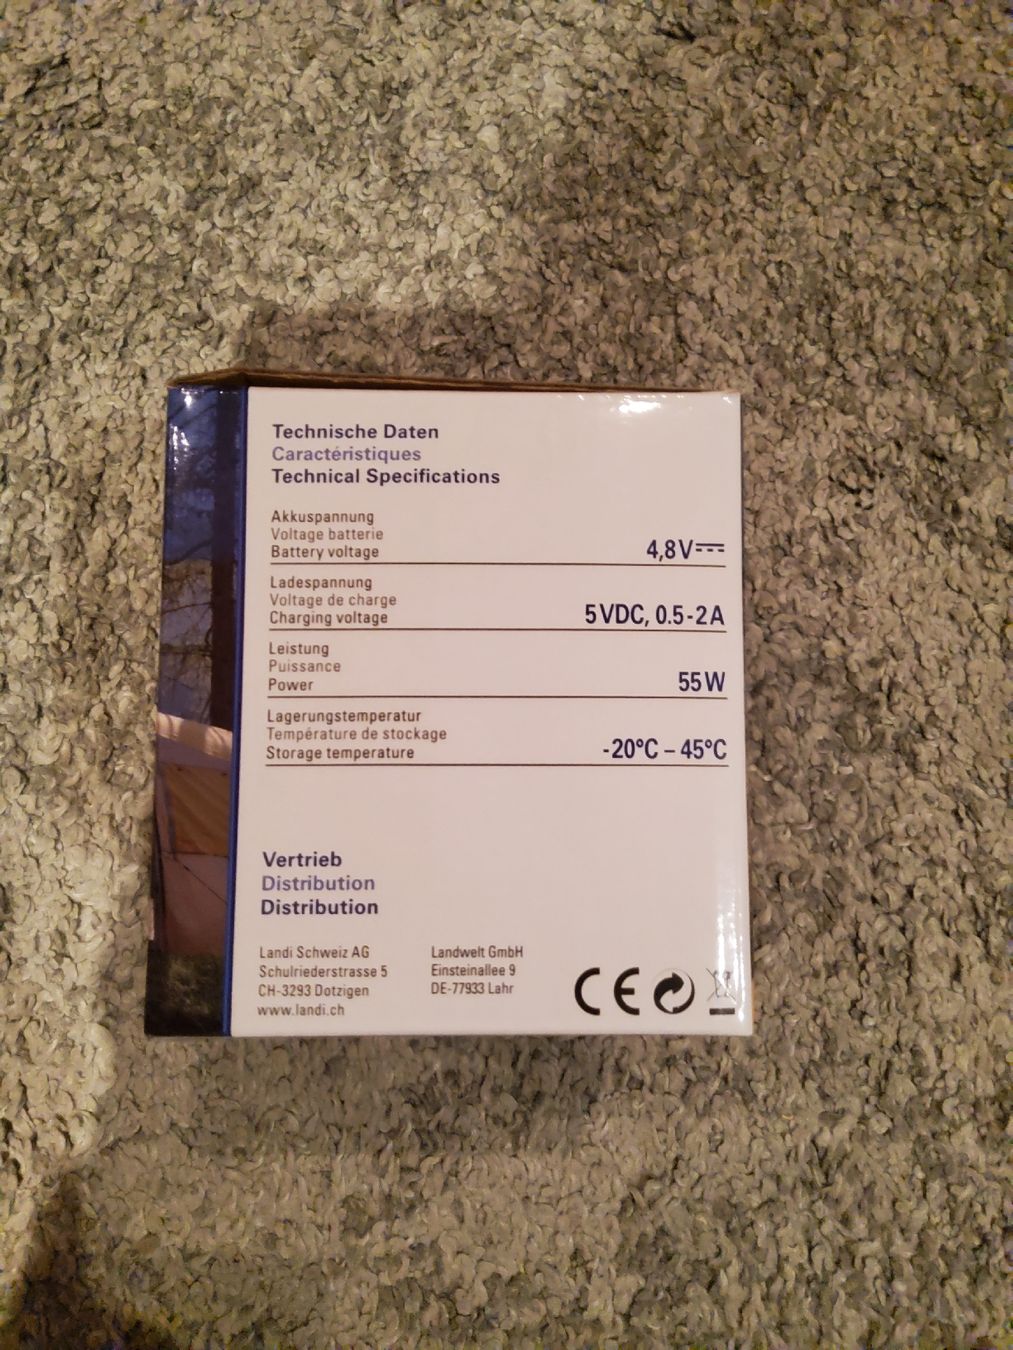 Technische Daten
Caractéristiques
Technical Specifications
Akkuspannung
Voltage batterie
Battery voltage
4,8V⎓
Ladespannung
Voltage de charge
Charging voltage
5VDC, 0.5-2A
Leistung
Puissance
Power
55W
Lagerungstemperatur
Température de stockage
Storage temperature
-20°C – 45°C
Vertrieb
Distribution
Distribution
Landi Schweiz AG
Schulriederstrasse 5
CH-3293 Dotzigen
www.landi.ch
Landwelt GmbH
Einsteinallee 9
DE-77933 Lahr
CE